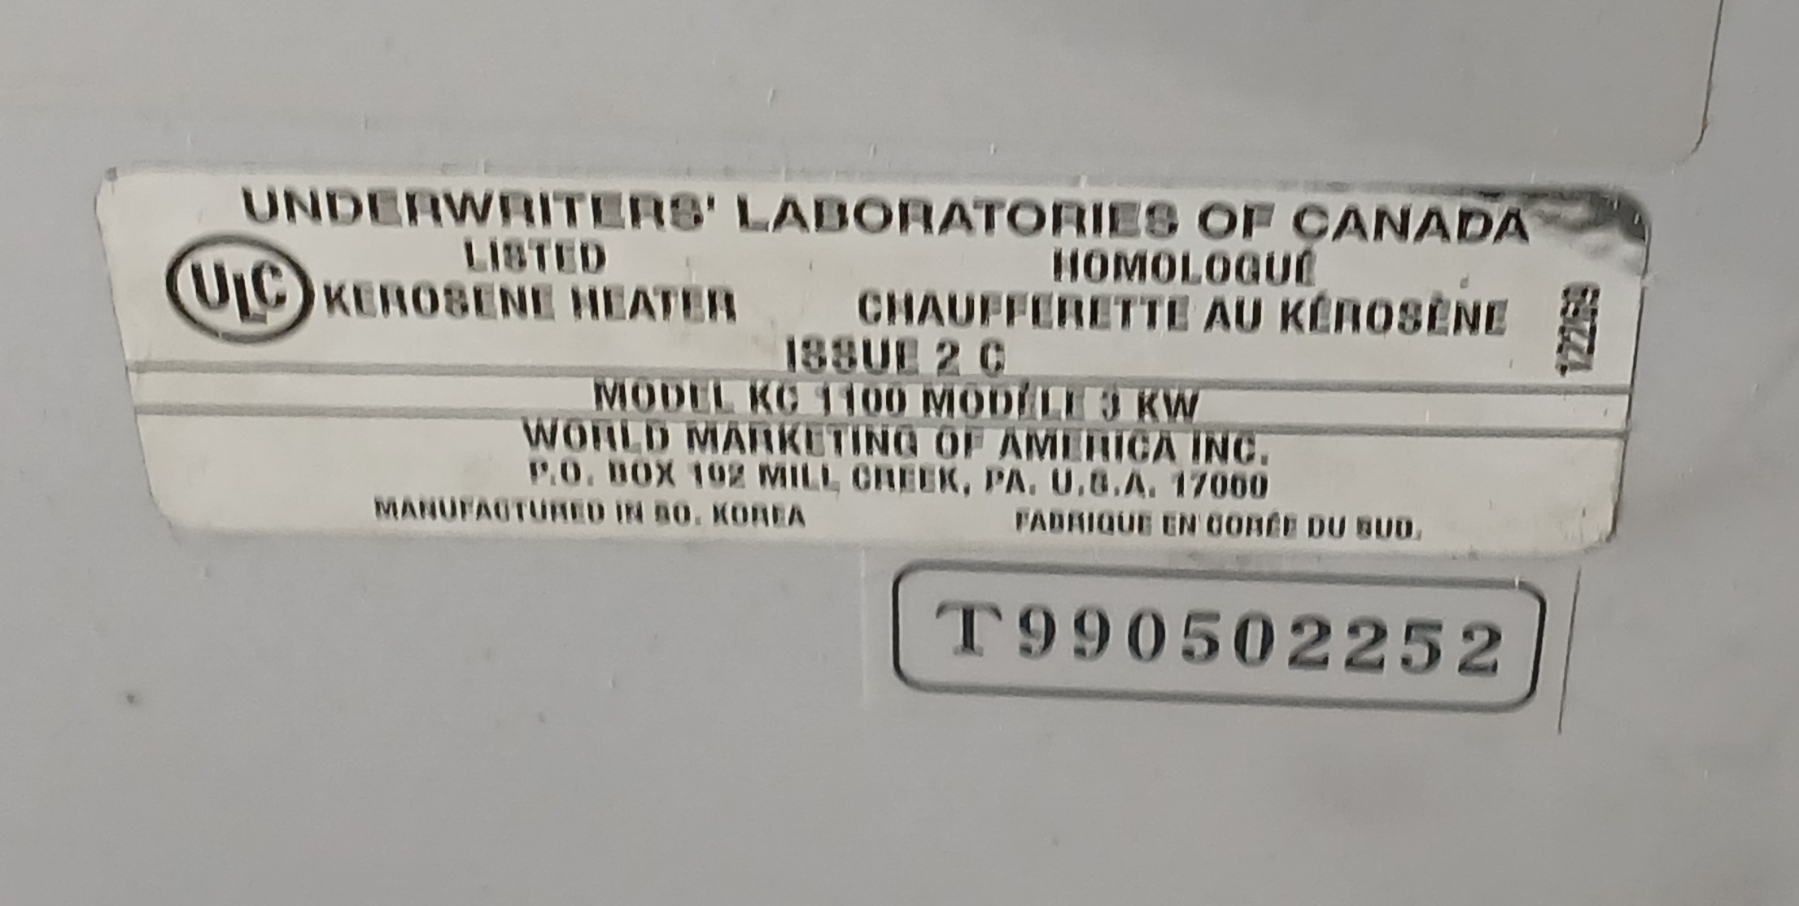 UNDERWRITERS' LABORATORIES OF CANADA
ULC
LISTED HOMOLOGUÉ
KEROSENE HEATER CHAUFFERETTE AU KÉROSÈNE
ISSUE 2 C
MODEL KC 1100 MODÈLE 3 KW
WORLD MARKETING OF AMERICA INC.
P.O. BOX 192 MILL CREEK, PA. U.S.A. 17060
MANUFACTURED IN SO. KOREA FABRIQUE EN CORÉE DU SUD.
T990502252